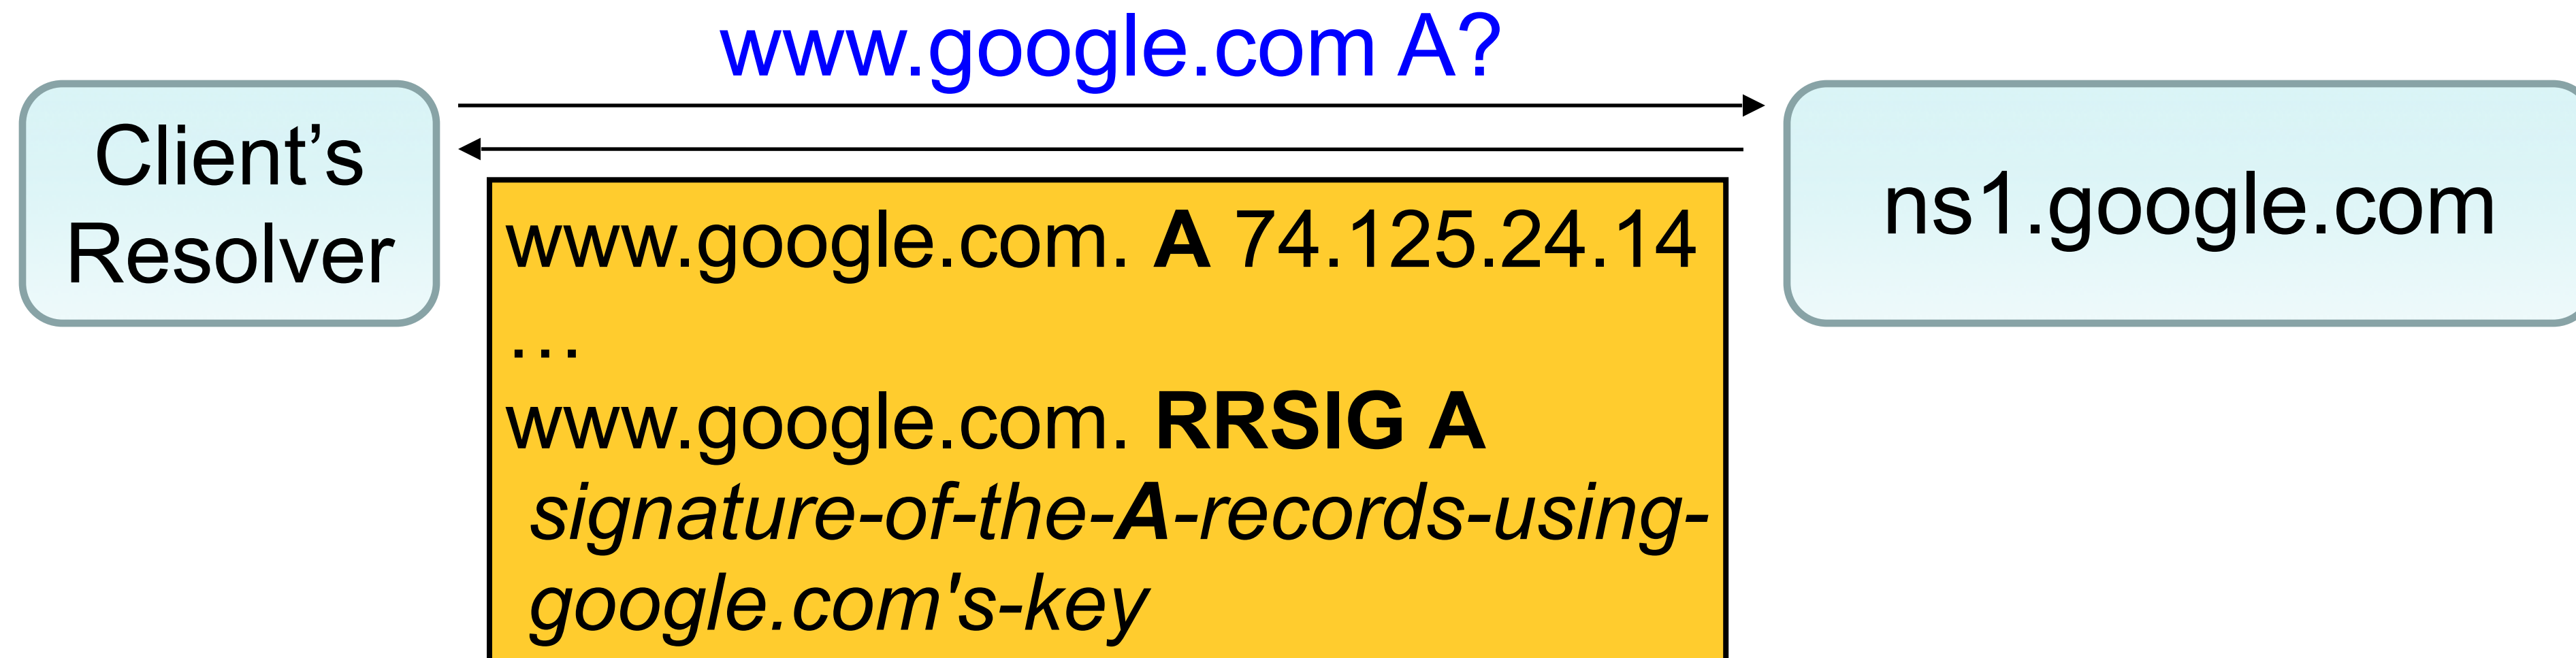 www.google.com A?
Client’s
Resolver
www.google.com. A 74.125.24.14
…
www.google.com. RRSIG A
signature-of-the-A-records-using-
google.com's-key
ns1.google.com